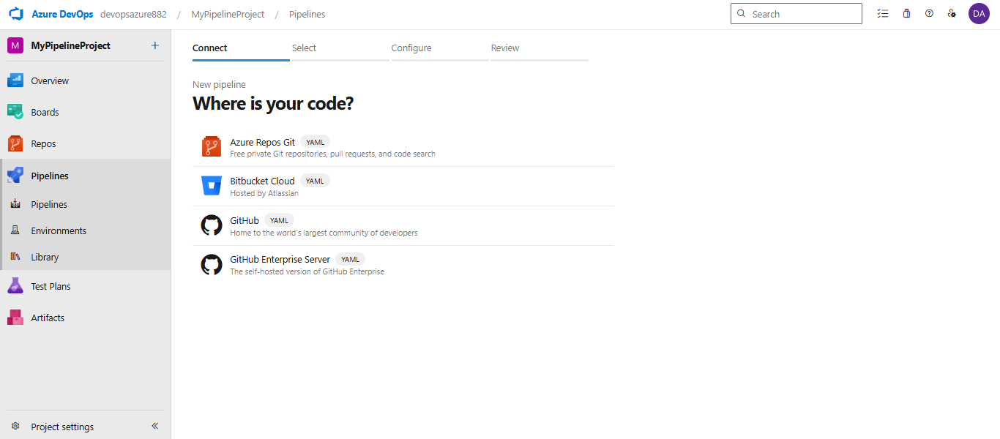 Azure DevOps devopsazure882 / MyPipelineProject / Pipelines Search DA
M MyPipelineProject +
Overview
Boards
Repos
Pipelines
Pipelines
Environments
Library
Test Plans
Artifacts
Project settings
Connect Select Configure Review
New pipeline
Where is your code?
Azure Repos Git YAML
Free private Git repositories, pull requests, and code search
Bitbucket Cloud YAML
Hosted by Atlassian
GitHub YAML
Home to the world's largest community of developers
GitHub Enterprise Server YAML
The self-hosted version of GitHub Enterprise